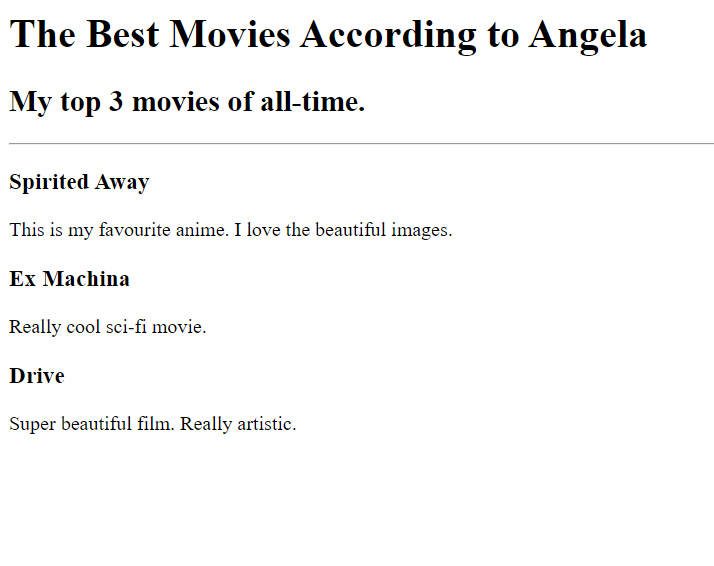 The Best Movies According to Angela
My top 3 movies of all-time.
Spirited Away
This is my favourite anime. I love the beautiful images.
Ex Machina
Really cool sci-fi movie.
Drive
Super beautiful film. Really artistic.